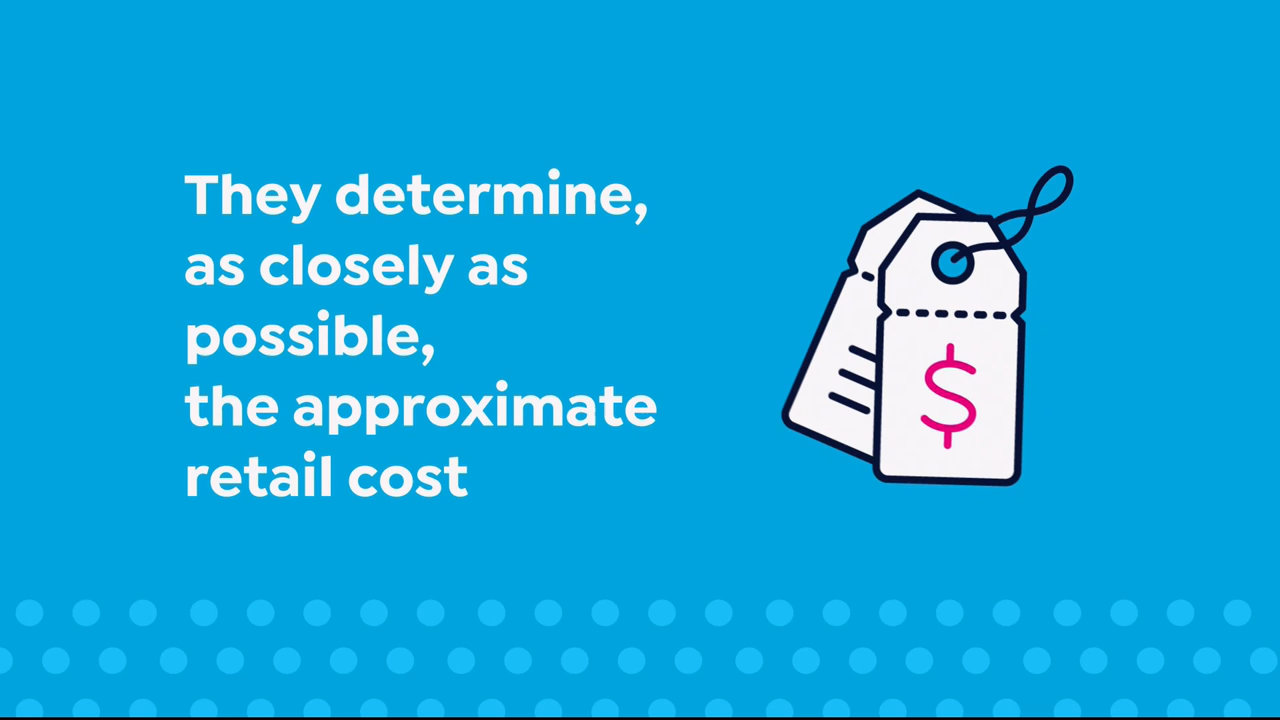 They determine,
as closely as
possible,
the approximate
retail cost
$